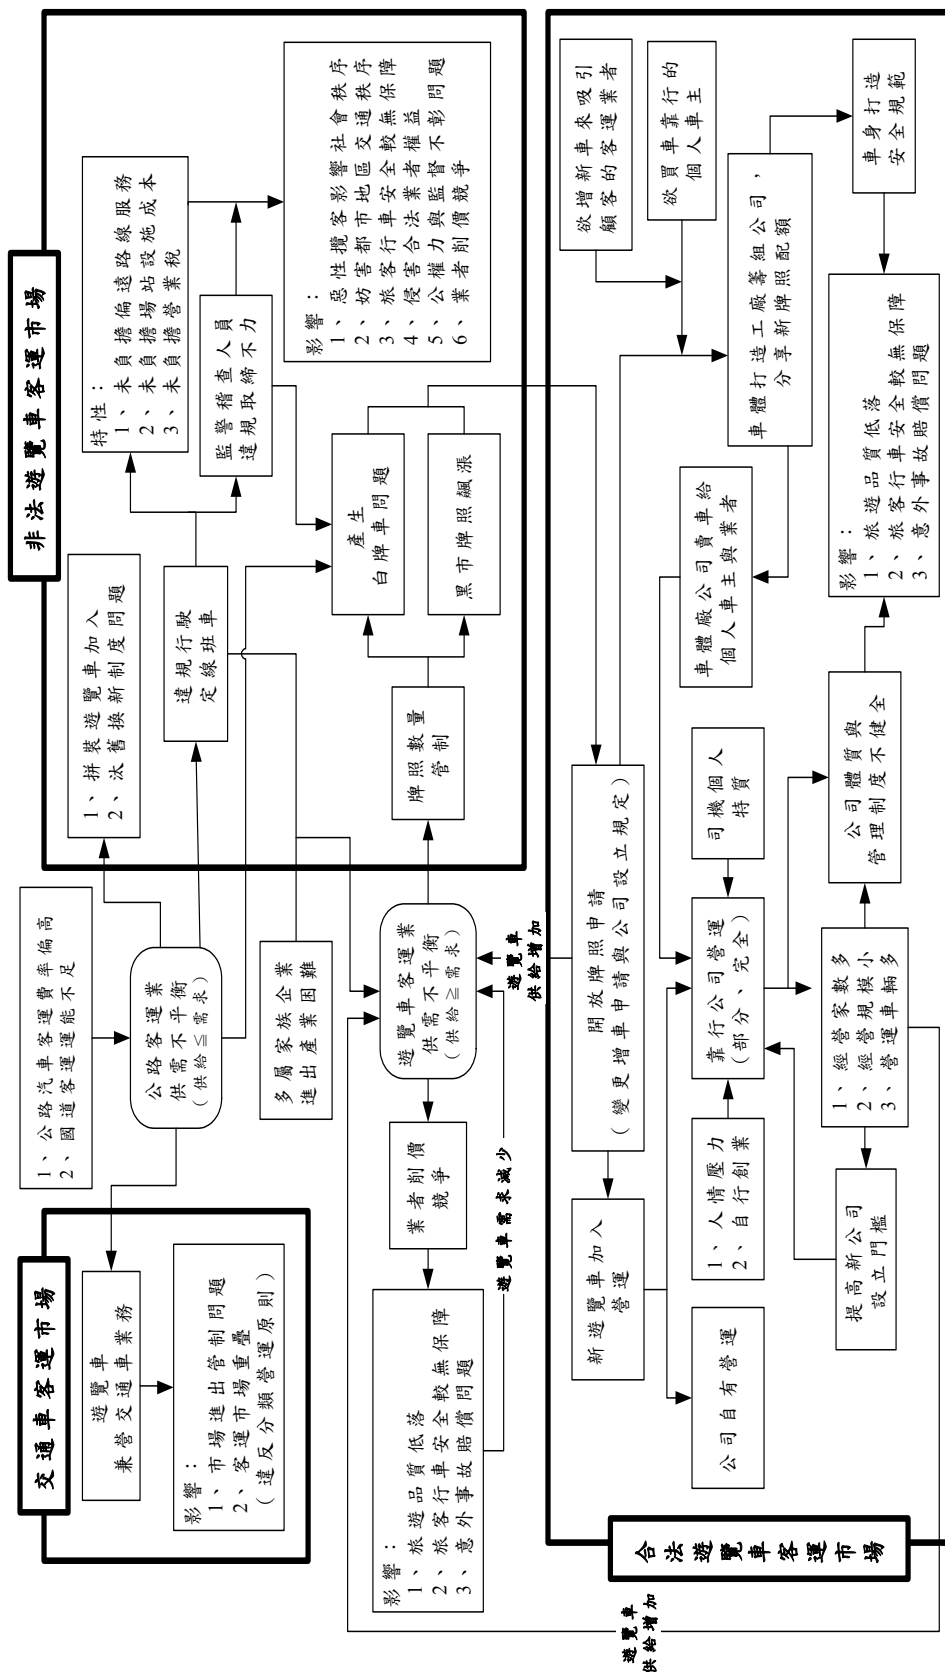 交通車客運市場
遊覽車
兼營交通車業務
影響：
1、市場進出管制問題
2、客運市場重疊
（違反分類營運原則）
1、公路汽車客運費率偏高
2、國道客運運能不足
公路客運業
供需不平衡
（供給≦需求）
多屬家族企業
進出產業困難
非法遊覽車客運市場
1、拼裝遊覽車加入
2、汰舊換新制度問題
違規行駛
定線班車
特性：
1、未負擔偏遠路線服務
2、未負擔場站設施成本
3、未負擔營業稅
監警稽查人員
違規取締不力
影響：
1、惡性攬客影響社會秩序
2、妨害都市地區交通秩序
3、旅客行車安全較無保障
4、侵害合法業者權益
5、公權力與監督不彰問題
6、業者削價競爭
產生
白牌車問題
黑市牌照飆漲
牌照數量
管制
遊覽車客運業
供需不平衡
（供給≧需求）
業者削價
競爭
影響：
1、旅遊品質低落
2、旅客行車安全較無保障
3、意外事故賠償問題
遊覽車需求減少
遊覽車
供給增加
遊覽車
供給增加
合法遊覽車客運市場
開放牌照申請
（變更增車申請與公司設立規定）
新遊覽車加入
營運
公司自有營運
欲增新車來吸引
顧客的客運業者
欲買車靠行的
個人車主
車體打造工廠籌組公司，
分享新牌照配額
車體廠公司賣車給
個人車主與業者
車身打造
安全規範
司機個人
特質
靠行公司營運
（部分、完全）
1、人情壓力
2、自行創業
1、經營家數多
2、經營規模小
3、營運車輛多
提高新公司
設立門檻
公司體質與
管理制度不健全
影響：
1、旅遊品質低落
2、旅客行車安全較無保障
3、意外事故賠償問題